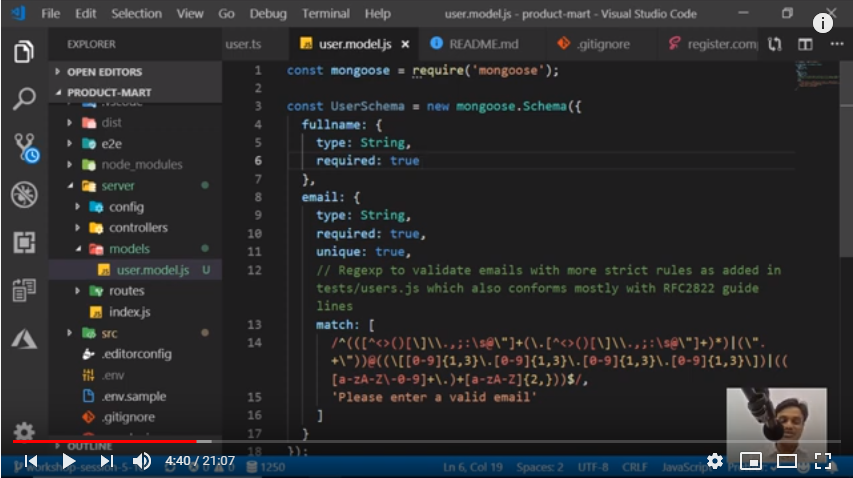 File Edit Selection View Go Debug Terminal Help user.model.js - product-mart - Visual Studio Code
EXPLORER
user.ts user.model.js × README.md .gitignore register.com
OPEN EDITORS
PRODUCT-MART
.vscode
dist
e2e
node_modules
server
config
controllers
models
user.model.js U
routes
index.js
src
.editorconfig
.env
.env.sample
.gitignore
OUTLINE
1 const mongoose = require('mongoose');
2
3 const UserSchema = new mongoose.Schema({
4 fullname: {
5 type: String,
6 required: true
7 },
8 email: {
9 type: String,
10 required: true,
11 unique: true,
12 // Regexp to validate emails with more strict rules as added in
tests/users.js which also conforms mostly with RFC2822 guide
lines
13 match: [
14 /^(([^<>()[\]\\.,;:\s@\"]+(\.[^<>()[\]\\.,;:\s@\"]+)*)|(\".
+\"))@((\[[0-9]{1,3}\.[0-9]{1,3}\.[0-9]{1,3}\.[0-9]{1,3}\])|((
[a-zA-Z\-0-9]+\.)+[a-zA-Z]{2,}))$/,
15 'Please enter a valid email'
16 ]
17 }
18 });
4:40 / 21:07
1250 Ln 6, Col 19 Spaces: 2 UTF-8 CRLF JavaScript